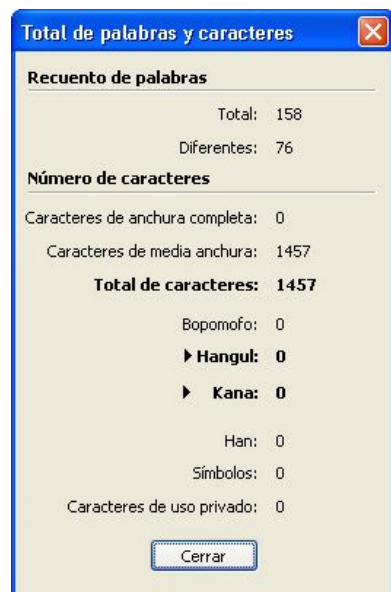 Total de palabras y caracteres
Recuento de palabras
Total: 158
Diferentes: 76
Número de caracteres
Caracteres de anchura completa: 0
Caracteres de media anchura: 1457
Total de caracteres: 1457
Bopomofo: 0
Hangul: 0
Kana: 0
Han: 0
Símbolos: 0
Caracteres de uso privado: 0
Cerrar